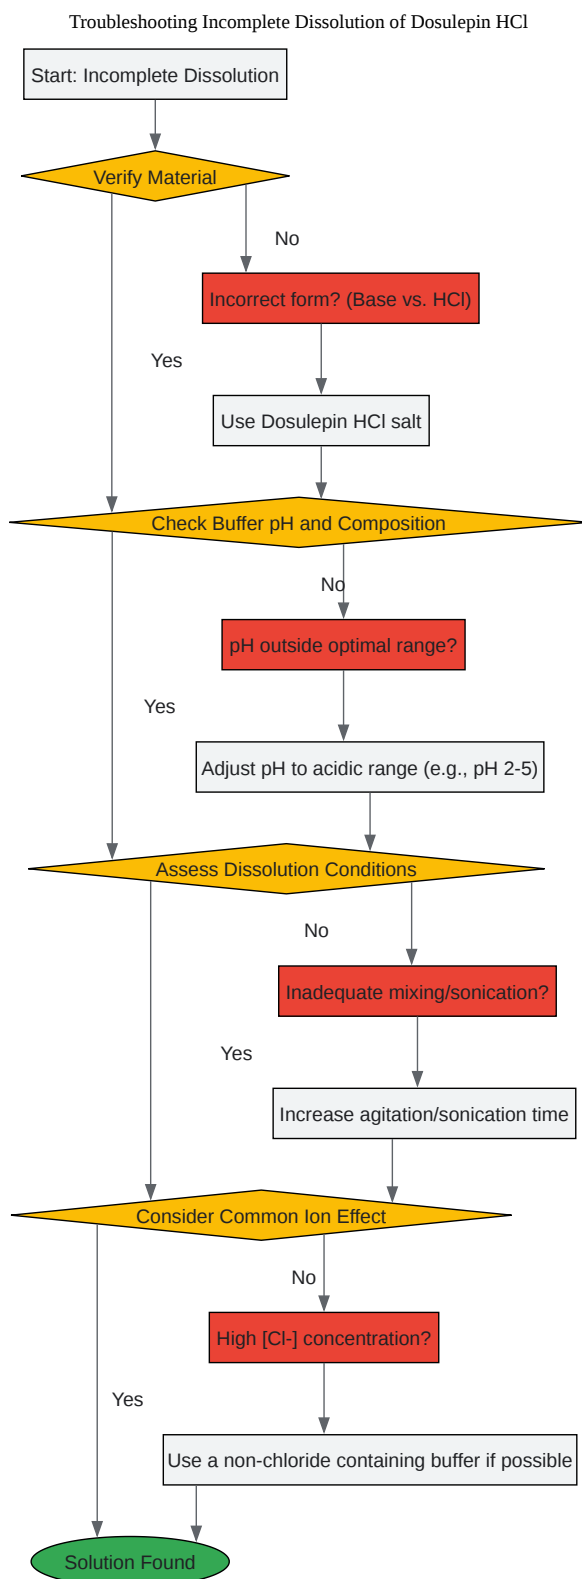 Troubleshooting Incomplete Dissolution of Dosulepin HCl
Start: Incomplete Dissolution
Verify Material
No
Incorrect form? (Base vs. HCl)
Yes
Use Dosulepin HCl salt
Check Buffer pH and Composition
No
pH outside optimal range?
Yes
Adjust pH to acidic range (e.g., pH 2-5)
Assess Dissolution Conditions
No
Inadequate mixing/sonication?
Yes
Increase agitation/sonication time
Consider Common Ion Effect
No
High [Cl-] concentration?
Yes
Use a non-chloride containing buffer if possible
Solution Found